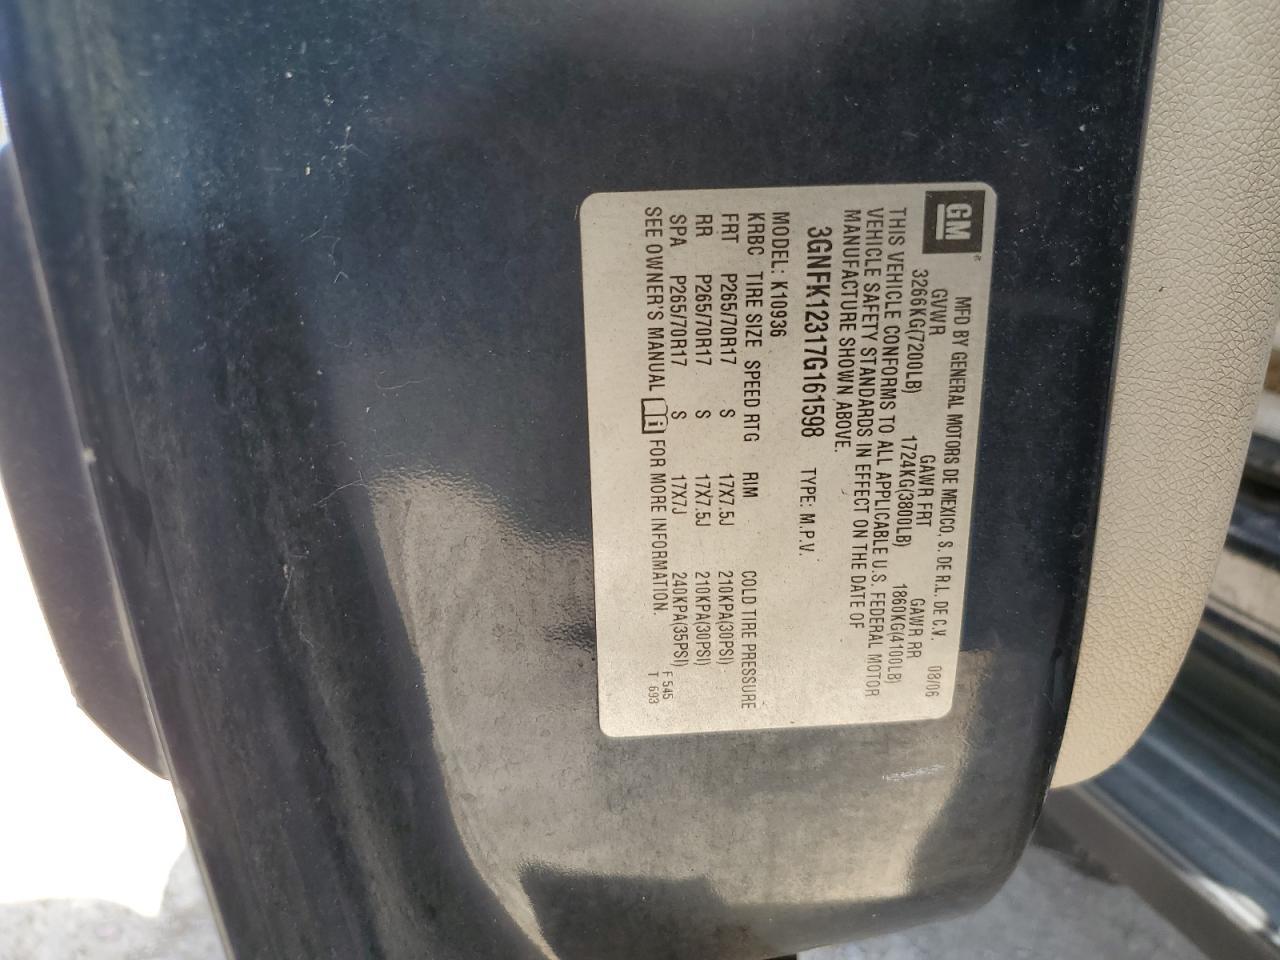 GM ®
MFD BY GENERAL MOTORS DE MEXICO, S. DE R.L. DE C.V. 08/06
GVWR GAWR FRT GAWR RR
3266KG(7200LB) 1724KG(3800LB) 1860KG(4100LB)
THIS VEHICLE CONFORMS TO ALL APPLICABLE U.S. FEDERAL MOTOR
VEHICLE SAFETY STANDARDS IN EFFECT ON THE DATE OF
MANUFACTURE SHOWN ABOVE.
3GNFK12317G161598 TYPE: M.P.V.
MODEL: K10936
KRBC TIRE SIZE SPEED RTG RIM COLD TIRE PRESSURE
FRT P265/70R17 S 17X7.5J 210KPA(30PSI)
RR P265/70R17 S 17X7.5J 210KPA(30PSI)
SPA P265/70R17 S 17X7J 240KPA(35PSI) F 545
SEE OWNER'S MANUAL i FOR MORE INFORMATION. T 693